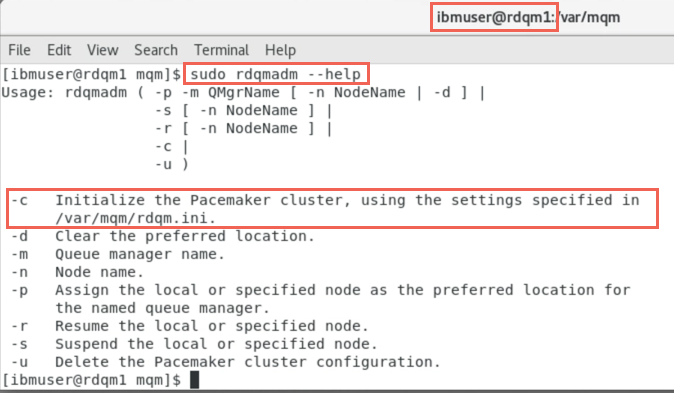 ibmuser@rdqm1:/var/mqm
File Edit View Search Terminal Help
[ibmuser@rdqm1 mqm]$ sudo rdqmadm --help
Usage: rdqmadm ( -p -m QMgrName [ -n NodeName | -d ] |
-s [ -n NodeName ] |
-r [ -n NodeName ] |
-c |
-u )
-c Initialize the Pacemaker cluster, using the settings specified in
/var/mqm/rdqm.ini.
-d Clear the preferred location.
-m Queue manager name.
-n Node name.
-p Assign the local or specified node as the preferred location for
the named queue manager.
-r Resume the local or specified node.
-s Suspend the local or specified node.
-u Delete the Pacemaker cluster configuration.
[ibmuser@rdqm1 mqm]$